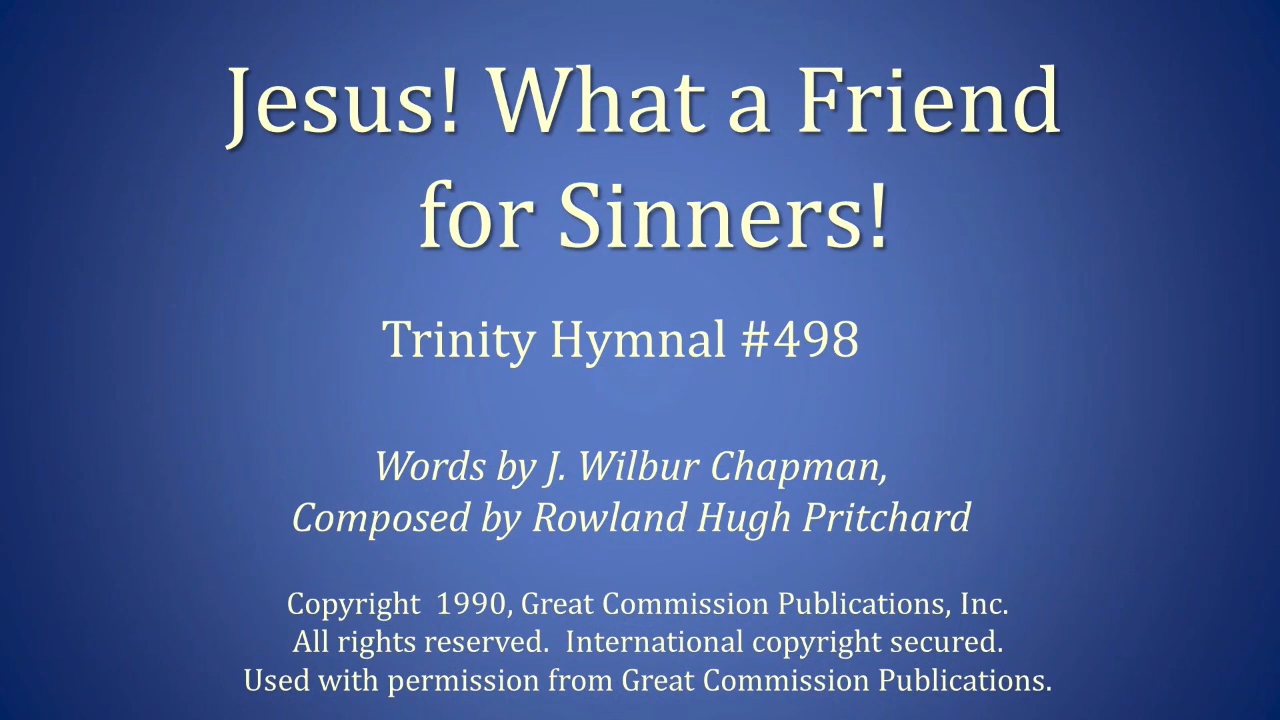 Jesus! What a Friend
for Sinners!
Trinity Hymnal #498
Words by J. Wilbur Chapman,
Composed by Rowland Hugh Pritchard
Copyright  1990, Great Commission Publications, Inc.
All rights reserved.  International copyright secured.
Used with permission from Great Commission Publications.